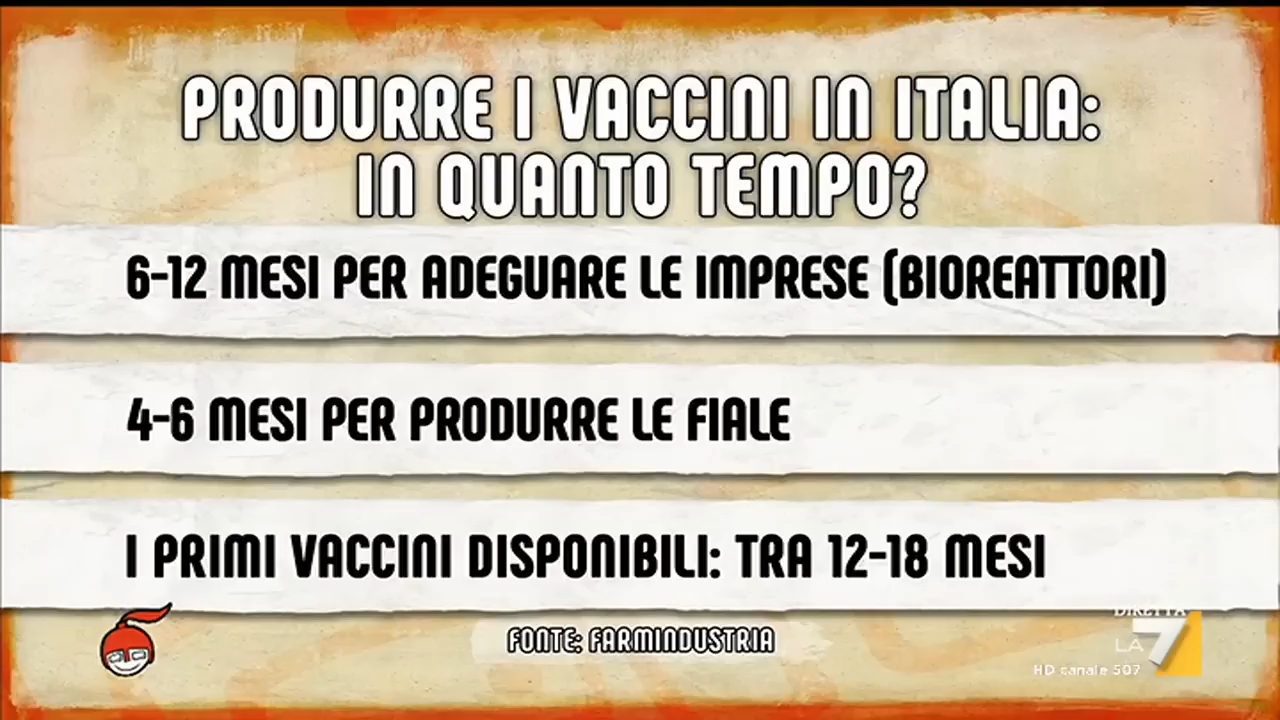 PRODURRE I VACCINI IN ITALIA:
IN QUANTO TEMPO?
6-12 MESI PER ADEGUARE LE IMPRESE (BIOREATTORI)
4-6 MESI PER PRODURRE LE FIALE
I PRIMI VACCINI DISPONIBILI: TRA 12-18 MESI
FONTE: FARMINDUSTRIA
DIRETTA
LA 7
HD canale 507